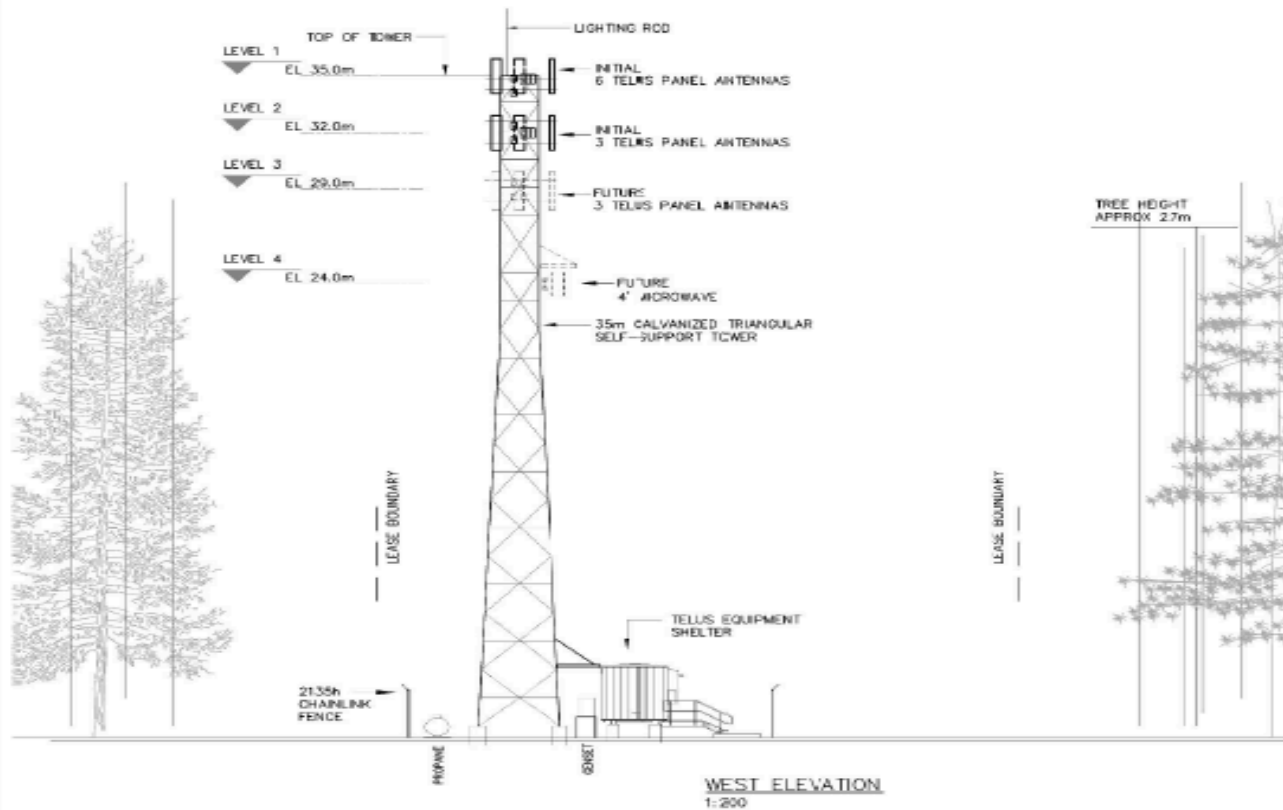 LIGHTING ROD
TOP OF TOWER
LEVEL 1
EL 35.0m
INITIAL
6 TELUS PANEL ANTENNAS
LEVEL 2
EL 32.0m
INITIAL
3 TELUS PANEL ANTENNAS
LEVEL 3
EL 29.0m
FUTURE
3 TELUS PANEL ANTENNAS
TREE HEIGHT
APPROX 27m
LEVEL 4
EL 24.0m
FUTURE
4' MICROWAVE
35m GALVANIZED TRIANGULAR
SELF-SUPPORT TOWER
LEASE BOUNDARY
LEASE BOUNDARY
TELUS EQUIPMENT
SHELTER
2135h
CHAINLINK
FENCE
PROPANE
GENSET
WEST ELEVATION
1:200